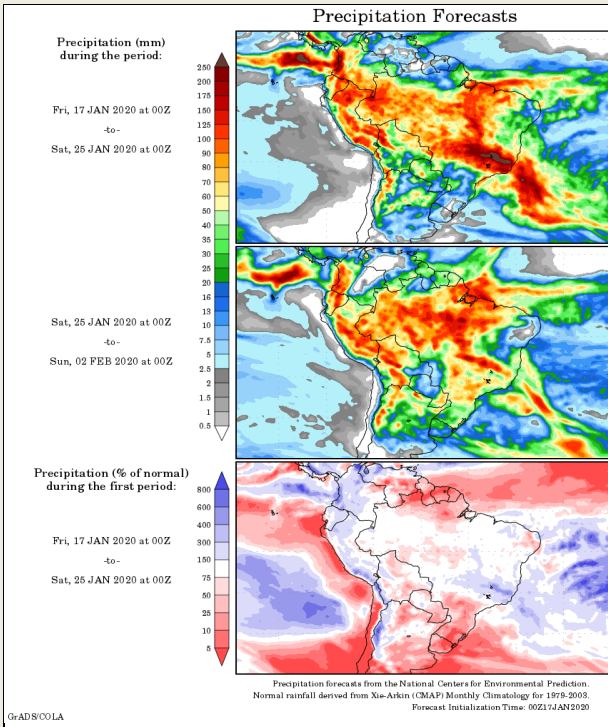 Precipitation Forecasts
Precipitation (mm)
during the period:
Fri, 17 JAN 2020 at 00Z
-to-
Sat, 25 JAN 2020 at 00Z
250
200
175
150
125
100
90
80
70
60
50
40
35
30
25
20
16
13
10
7.5
5
2.5
2
1.5
1
0.5
Sat, 25 JAN 2020 at 00Z
-to-
Sun, 02 FEB 2020 at 00Z
Precipitation (% of normal)
during the first period:
Fri, 17 JAN 2020 at 00Z
-to-
Sat, 25 JAN 2020 at 00Z
800
600
400
300
150
75
50
25
10
5
Precipitation forecasts from the National Centers for Environmental Prediction.
Normal rainfall derived from Xie-Arkin (CMAP) Monthly Climatology for 1979-2003.
Forecast Initialization Time: 00Z17JAN2020
GrADS/COLA